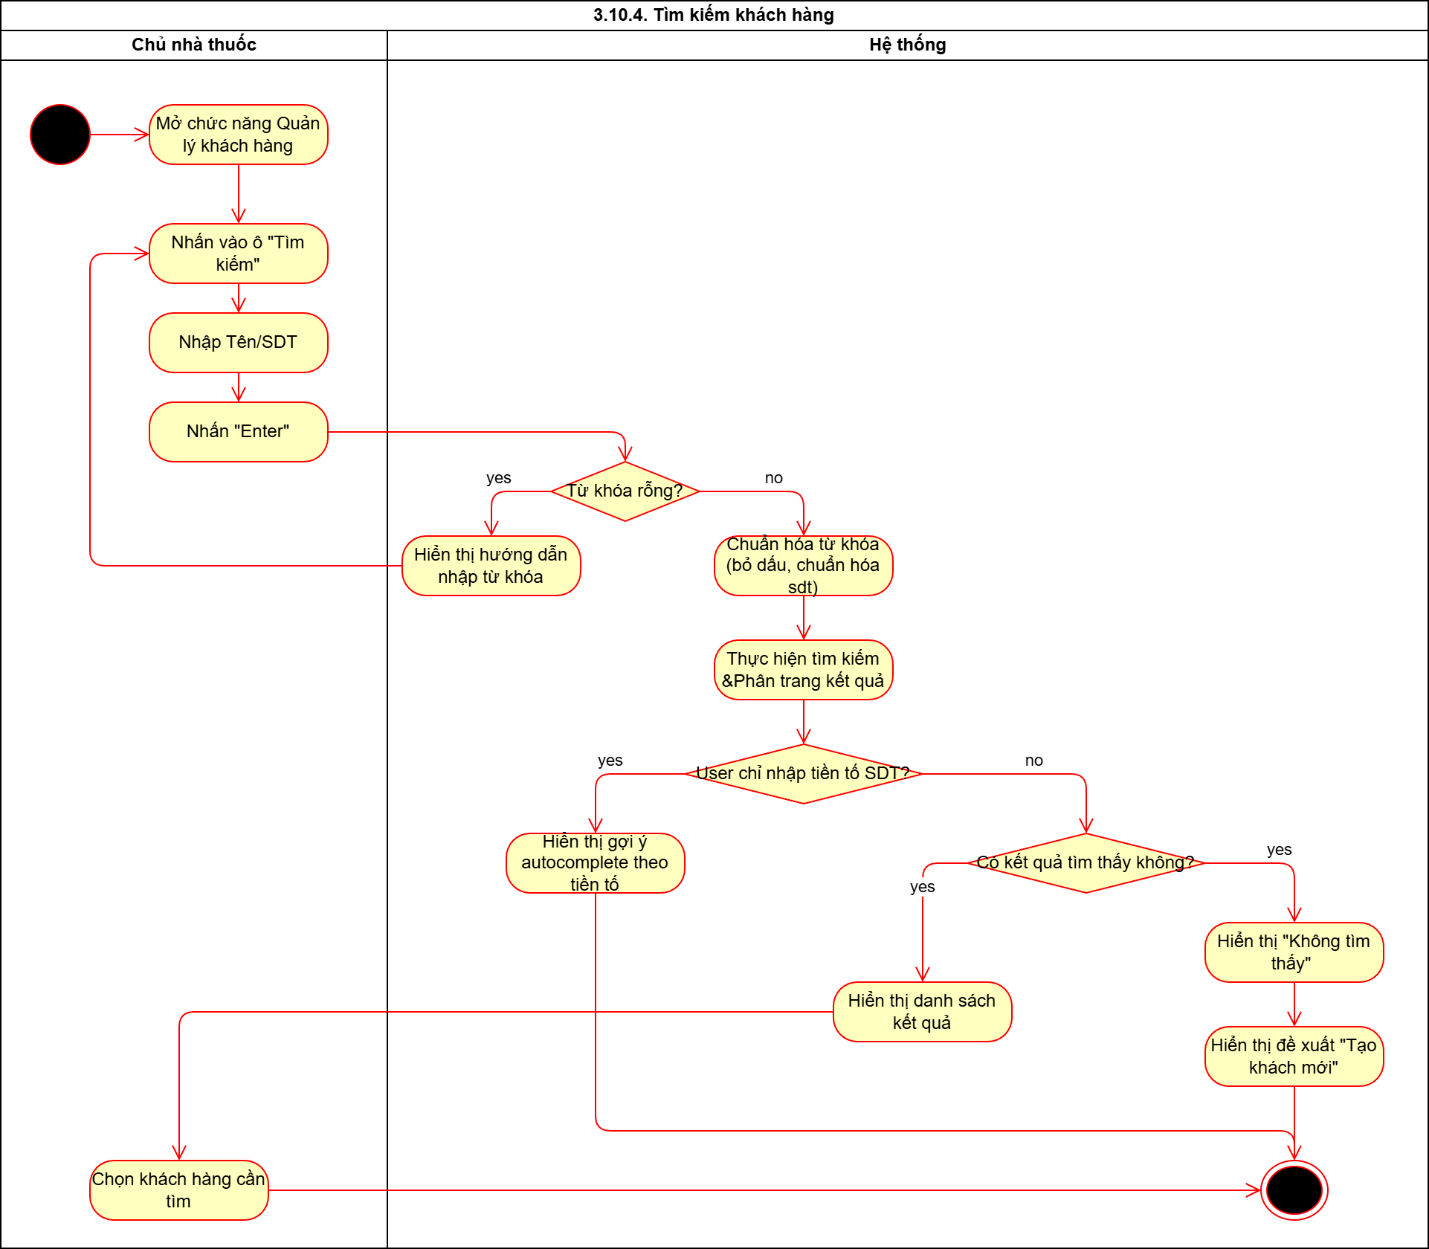 3.10.4. Tìm kiếm khách hàng
Chủ nhà thuốc
Hệ thống
Mở chức năng Quản
lý khách hàng
Nhấn vào ô "Tìm
kiếm"
Nhập Tên/SDT
Nhấn "Enter"
yes
Từ khóa rỗng?
no
Hiển thị hướng dẫn
nhập từ khóa
Chuẩn hóa từ khóa
(bỏ dấu, chuẩn hóa
sdt)
Thực hiện tìm kiếm
&Phân trang kết quả
yes
User chỉ nhập tiền tố SDT?
no
Hiển thị gợi ý
autocomplete theo
tiền tố
Có kết quả tìm thấy không?
yes
yes
Hiển thị "Không tìm
thấy"
Hiển thị danh sách
kết quả
Hiển thị đề xuất "Tạo
khách mới"
Chọn khách hàng cần
tìm